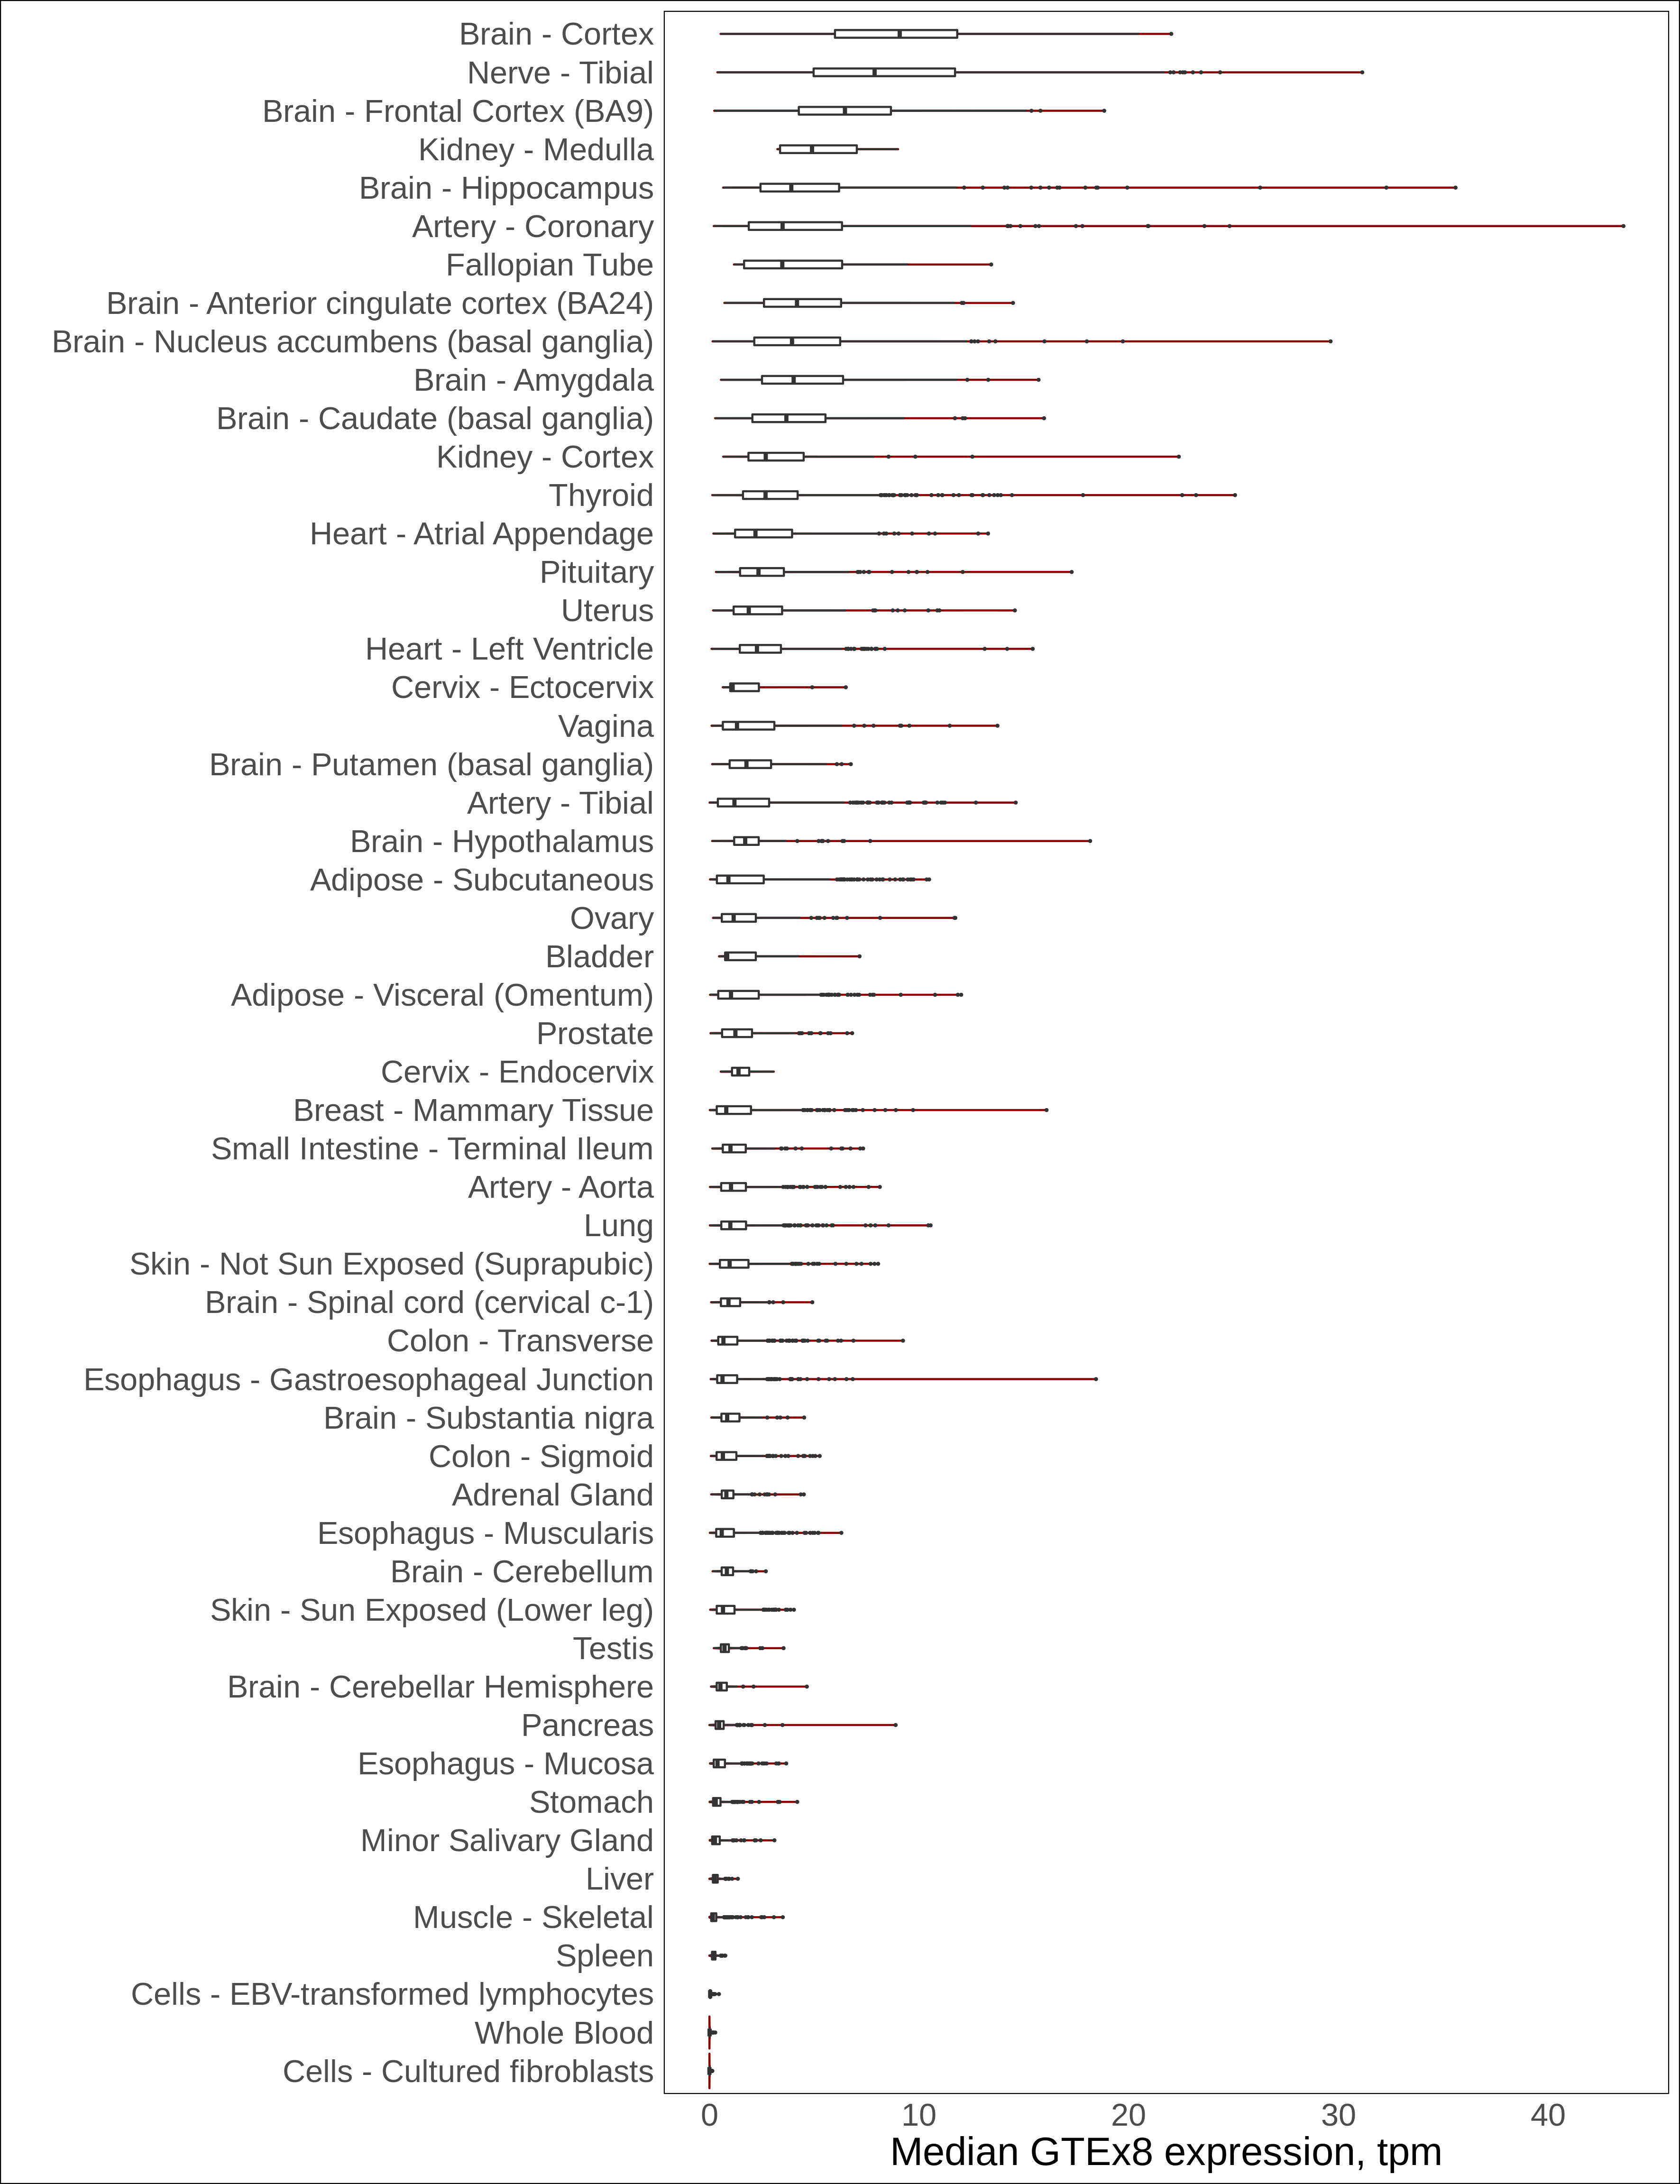 Brain - Cortex
Nerve - Tibial
Brain - Frontal Cortex (BA9)
Kidney - Medulla
Brain - Hippocampus
Artery - Coronary
Fallopian Tube
Brain - Anterior cingulate cortex (BA24)
Brain - Nucleus accumbens (basal ganglia)
Brain - Amygdala
Brain - Caudate (basal ganglia)
Kidney - Cortex
Thyroid
Heart - Atrial Appendage
Pituitary
Uterus
Heart - Left Ventricle
Cervix - Ectocervix
Vagina
Brain - Putamen (basal ganglia)
Artery - Tibial
Brain - Hypothalamus
Adipose - Subcutaneous
Ovary
Bladder
Adipose - Visceral (Omentum)
Prostate
Cervix - Endocervix
Breast - Mammary Tissue
Small Intestine - Terminal Ileum
Artery - Aorta
Lung
Skin - Not Sun Exposed (Suprapubic)
Brain - Spinal cord (cervical c-1)
Colon - Transverse
Esophagus - Gastroesophageal Junction
Brain - Substantia nigra
Colon - Sigmoid
Adrenal Gland
Esophagus - Muscularis
Brain - Cerebellum
Skin - Sun Exposed (Lower leg)
Testis
Brain - Cerebellar Hemisphere
Pancreas
Esophagus - Mucosa
Stomach
Minor Salivary Gland
Liver
Muscle - Skeletal
Spleen
Cells - EBV-transformed lymphocytes
Whole Blood
Cells - Cultured fibroblasts
0 10 20 30 40
Median GTEx8 expression, tpm